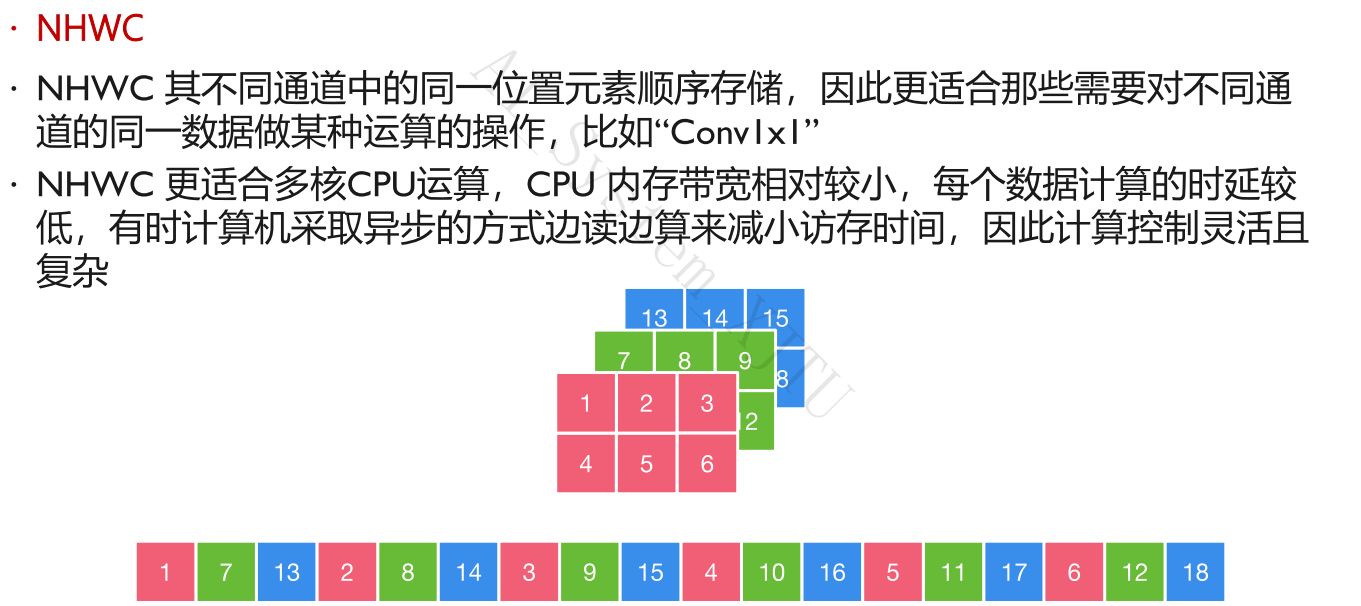 · NHWC
· NHWC 其不同通道中的同一位置元素顺序存储，因此更适合那些需要对不同通
道的同一数据做某种运算的操作，比如“Conv1x1”
· NHWC 更适合多核CPU运算，CPU 内存带宽相对较小，每个数据计算的时延较
低，有时计算机采取异步的方式边读边算来减小访存时间，因此计算控制灵活且
复杂
13 14 15
7 8 9
8
1 2 3
2
4 5 6
1 7 13 2 8 14 3 9 15 4 10 16 5 11 17 6 12 18